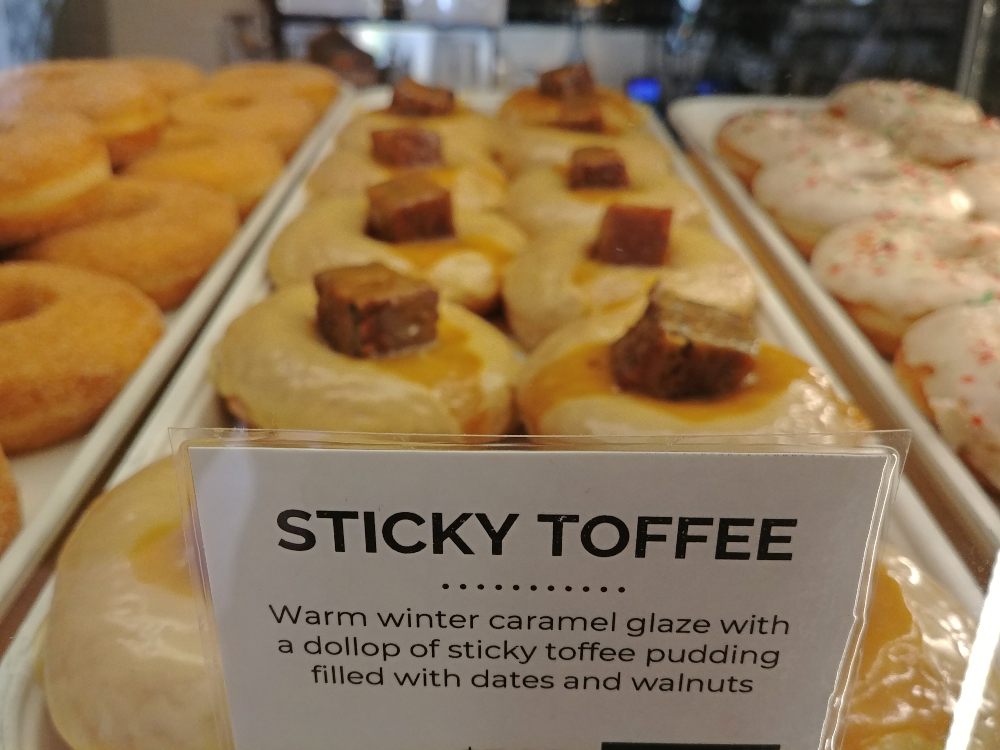 STICKY TOFFEE
Warm winter caramel glaze with
a dollop of sticky toffee pudding
filled with dates and walnuts